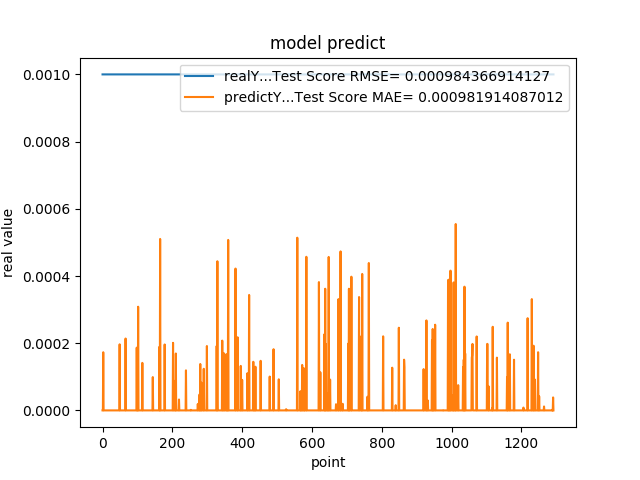 model predict
realY...Test Score RMSE= 0.000984366914127
predictY...Test Score MAE= 0.000981914087012
real value
0.0010
0.0008
0.0006
0.0004
0.0002
0.0000
0 200 400 600 800 1000 1200
point